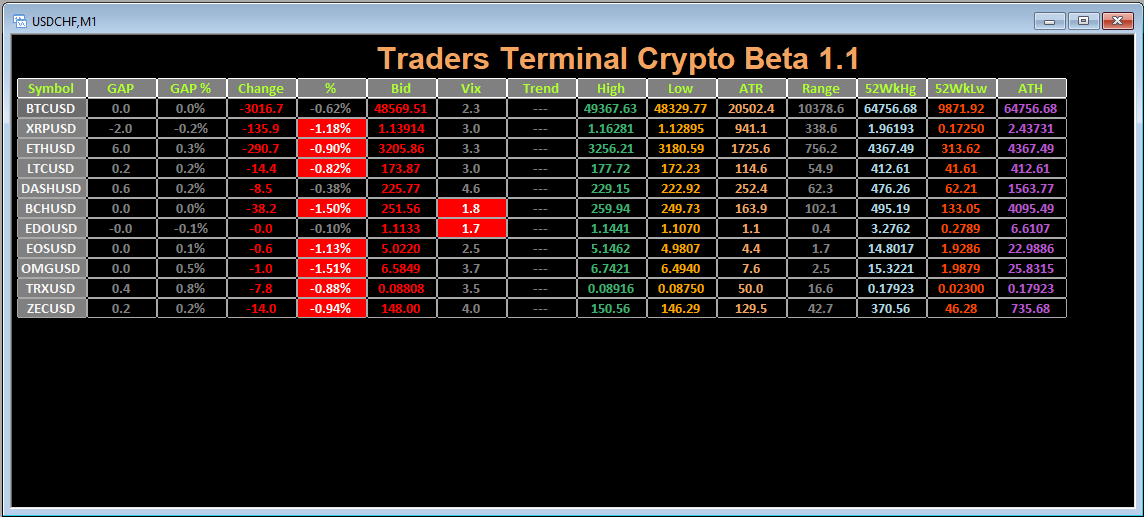 USDCHF,M1
Traders Terminal Crypto Beta 1.1
Symbol GAP GAP % Change % Bid Vix Trend High Low ATR Range 52WkHg 52WkLw ATH
BTCUSD 0.0 0.0% -3016.7 -0.62% 48569.51 2.3 --- 49367.63 48329.77 20502.4 10378.6 64756.68 9871.92 64756.68
XRPUSD -2.0 -0.2% -135.9 -1.18% 1.13914 3.0 --- 1.16281 1.12895 941.1 338.6 1.96193 0.17250 2.43731
ETHUSD 6.0 0.3% -290.7 -0.90% 3205.86 3.3 --- 3256.21 3180.59 1725.6 756.2 4367.49 313.62 4367.49
LTCUSD 0.2 0.2% -14.4 -0.82% 173.87 3.0 --- 177.72 172.23 114.6 54.9 412.61 41.61 412.61
DASHUSD 0.6 0.2% -8.5 -0.38% 225.77 4.6 --- 229.15 222.92 252.4 62.3 476.26 62.21 1563.77
BCHUSD 0.0 0.0% -38.2 -1.50% 251.56 1.8 --- 259.94 249.73 163.9 102.1 495.19 133.05 4095.49
EDOUSD -0.0 -0.1% -0.0 -0.10% 1.1133 1.7 --- 1.1441 1.1070 1.1 0.4 3.2762 0.2789 6.6107
EOSUSD 0.0 0.1% -0.6 -1.13% 5.0220 2.5 --- 5.1462 4.9807 4.4 1.7 14.8017 1.9286 22.9886
OMGUSD 0.0 0.5% -1.0 -1.51% 6.5849 3.7 --- 6.7421 6.4940 7.6 2.5 15.3221 1.9879 25.8315
TRXUSD 0.4 0.8% -7.8 -0.88% 0.08808 3.5 --- 0.08916 0.08750 50.0 16.6 0.17923 0.02300 0.17923
ZECUSD 0.2 0.2% -14.0 -0.94% 148.00 4.0 --- 150.56 146.29 129.5 42.7 370.56 46.28 735.68